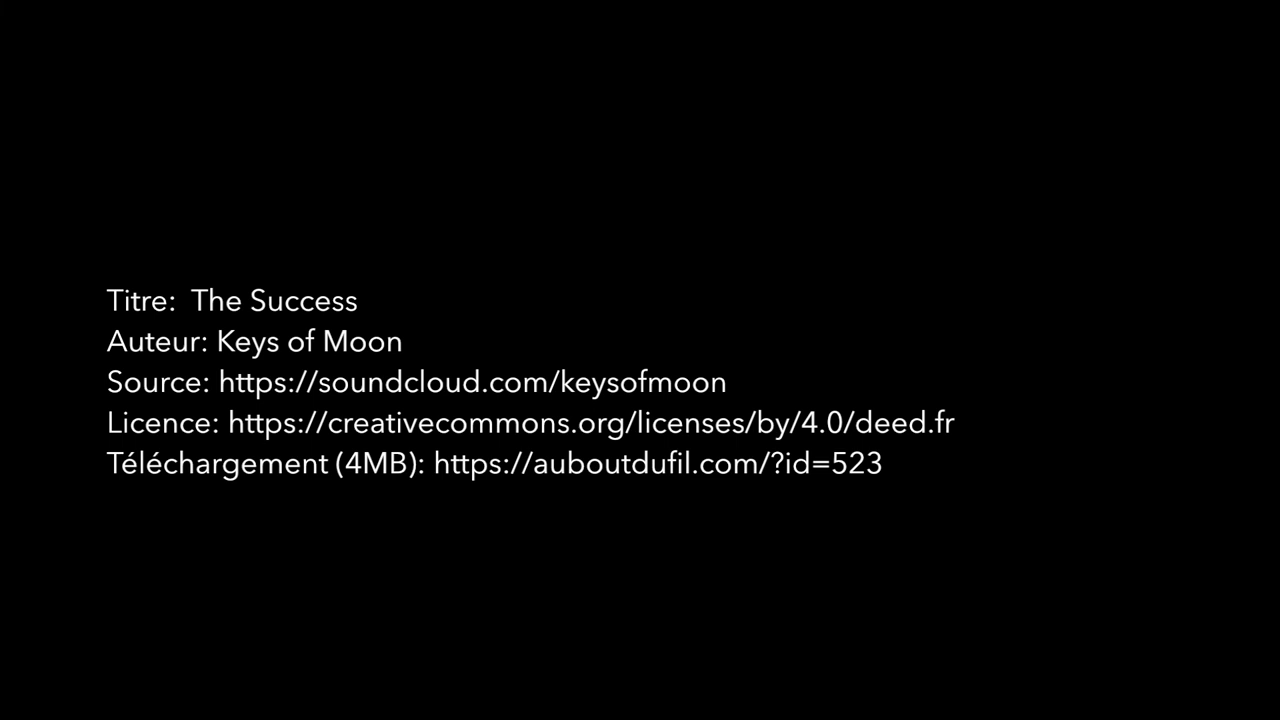 Titre:  The Success
Auteur: Keys of Moon
Source: https://soundcloud.com/keysofmoon
Licence: https://creativecommons.org/licenses/by/4.0/deed.fr
Téléchargement (4MB): https://auboutdufil.com/?id=523